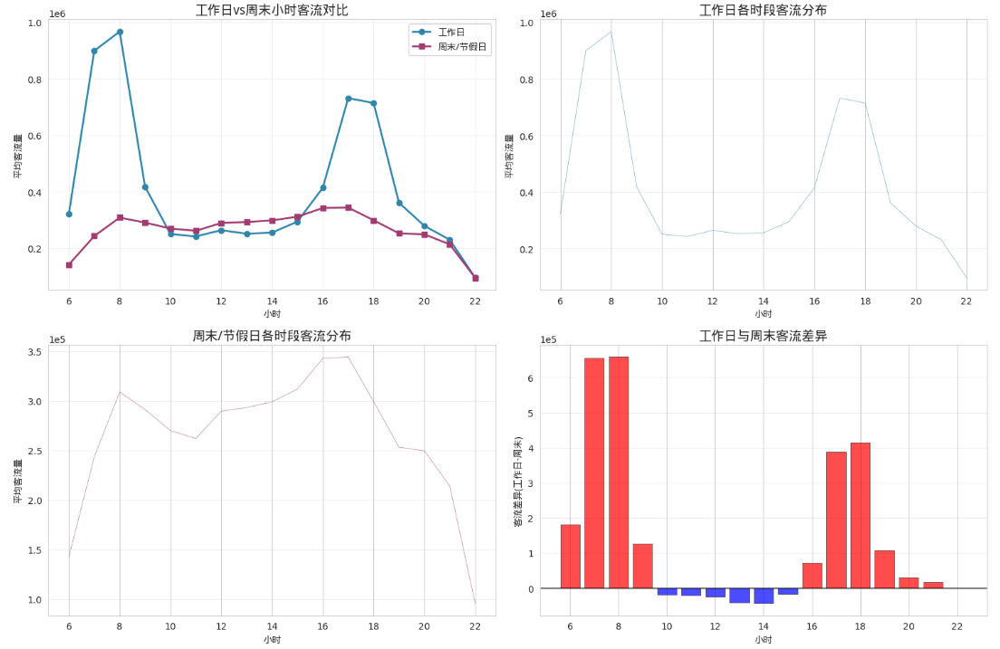 工作日vs周末小时客流对比
1e6
1.0
0.8
0.6
0.4
0.2
平均客流量
工作日
周末/节假日
6 8 10 12 14 16 18 20 22
小时
工作日各时段客流分布
1e6
1.0
0.8
0.6
0.4
0.2
平均客流量
6 8 10 12 14 16 18 20 22
小时
周末/节假日各时段客流分布
1e5
3.5
3.0
2.5
2.0
1.5
1.0
平均客流量
6 8 10 12 14 16 18 20 22
小时
工作日与周末客流差异
1e5
6
5
4
3
2
1
0
客流差异(工作日-周末)
6 8 10 12 14 16 18 20 22
小时